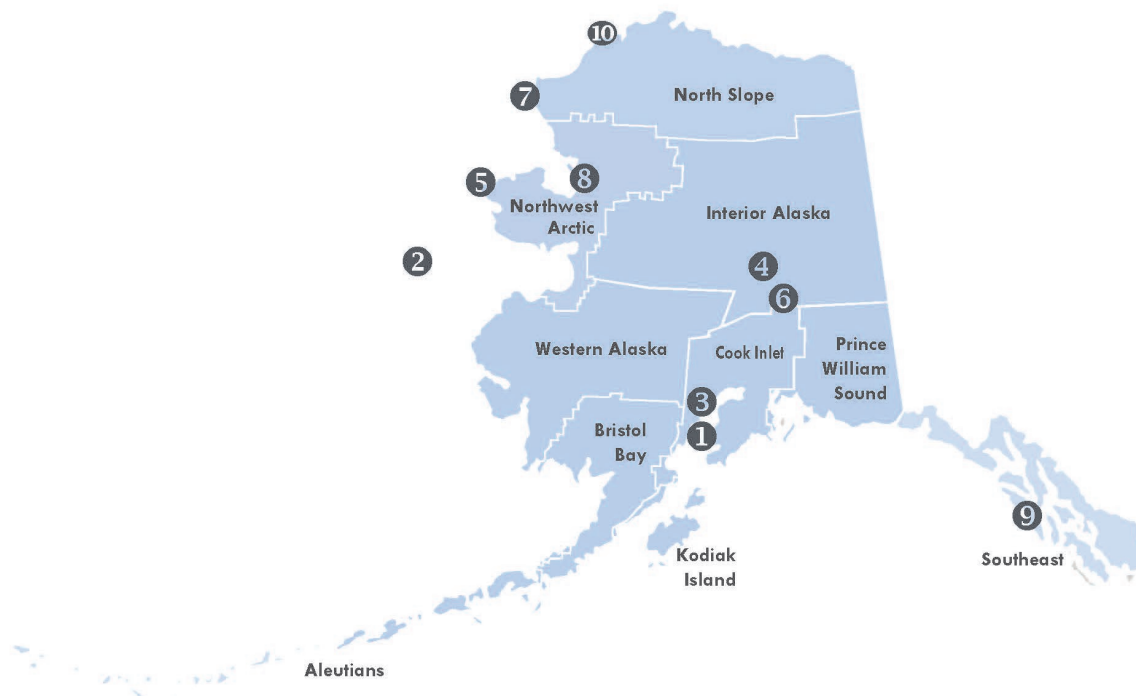 10
7
North Slope
5
8
Northwest
Arctic
Interior Alaska
2
4
6
Western Alaska
Cook Inlet
Prince
William
Sound
3
1
Bristol
Bay
9
Kodiak
Island
Southeast
Aleutians